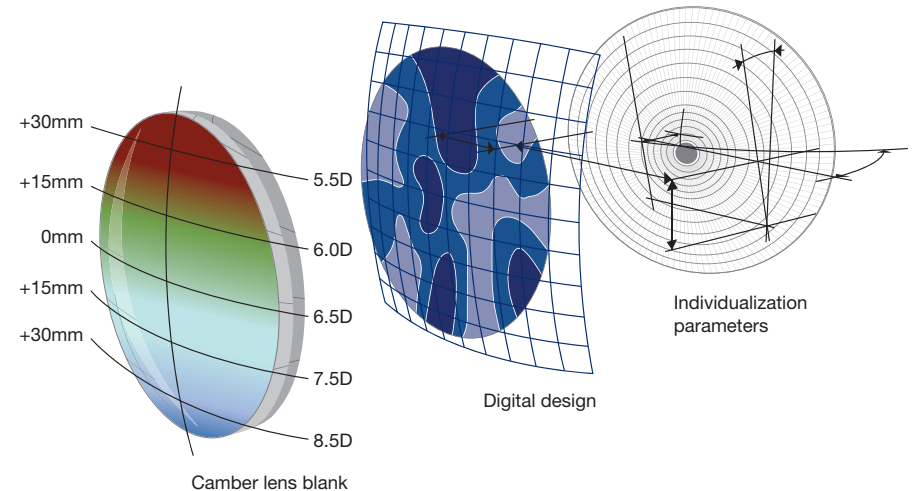 +30mm
+15mm
0mm
+15mm
+30mm
5.5D
6.0D
6.5D
7.5D
8.5D
Camber lens blank
Digital design
Individualization
parameters